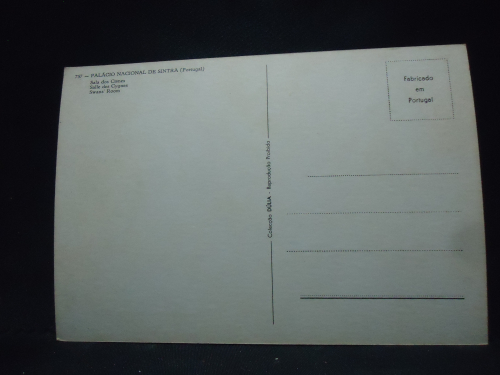 — PALÁCIO NACIONAL DE SINTRA (Portugal)
Sala dos Cisnes
Salle des Cygnes
Swans' Room
Fabricado
em
Portugal
Colecção DÚLIA - Reprodução Proibida